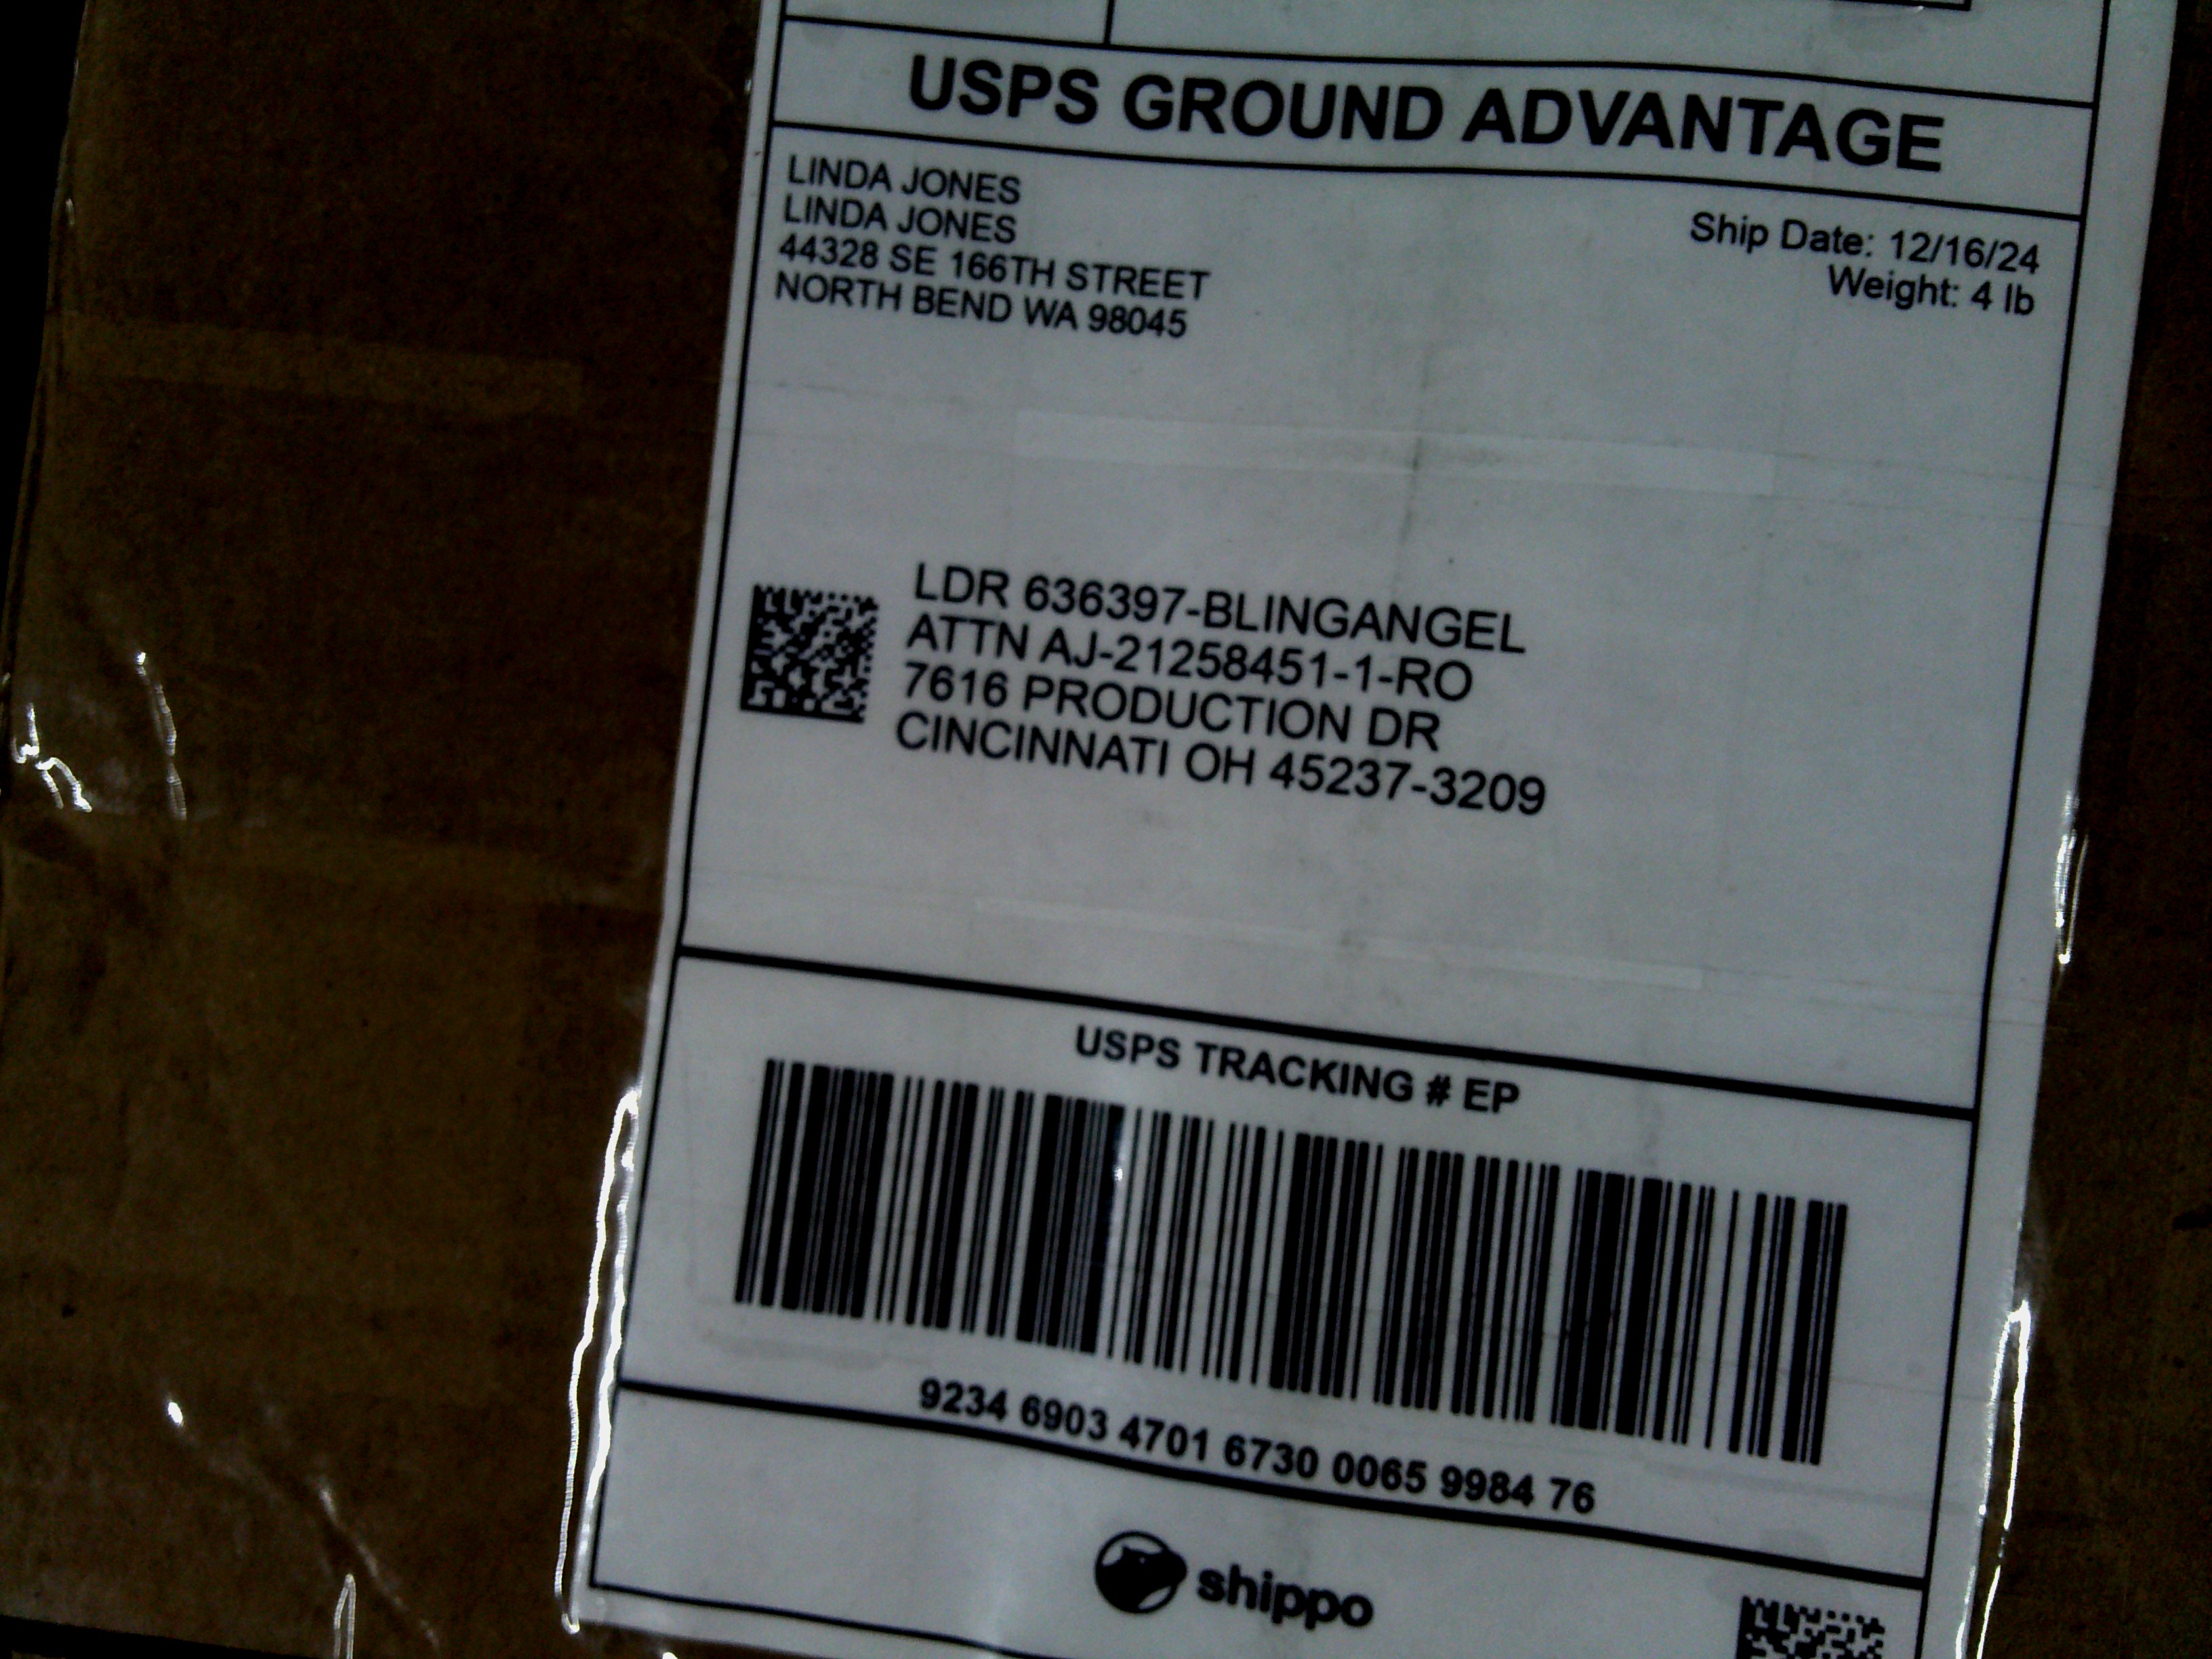 USPS GROUND ADVANTAGE
LINDA JONES
LINDA JONES
44328 SE 166TH STREET
NORTH BEND WA 98045
Ship Date: 12/16/24
Weight: 4 lb
LDR 636397-BLINGANGEL
ATTN AJ-21258451-1-RO
7616 PRODUCTION DR
CINCINNATI OH 45237-3209
USPS TRACKING # EP
9234 6903 4701 6730 0065 9984 76
shippo